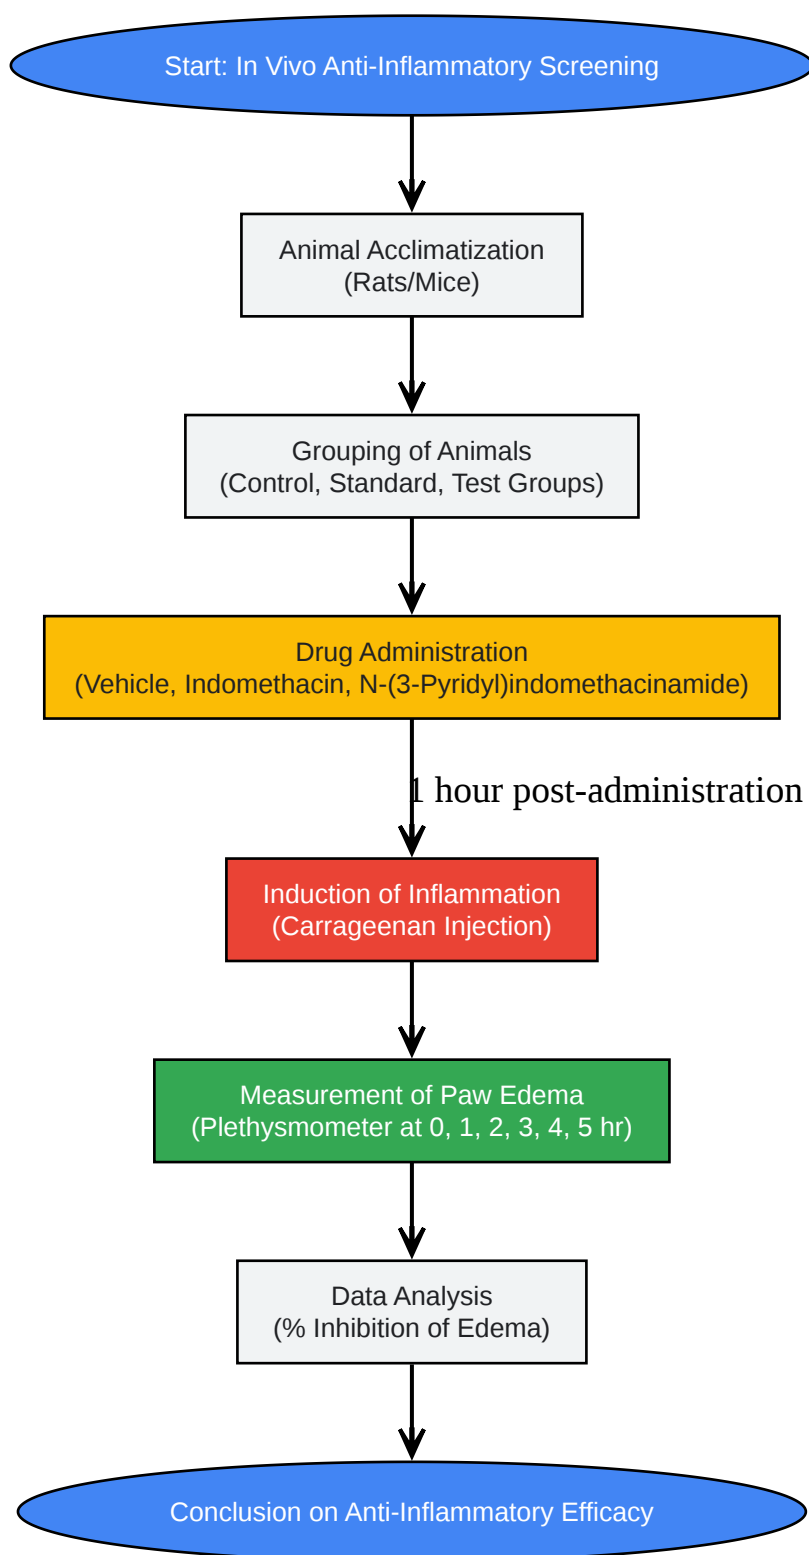 Start: In Vivo Anti-Inflammatory Screening
Animal Acclimatization
(Rats/Mice)
Grouping of Animals
(Control, Standard, Test Groups)
Drug Administration
(Vehicle, Indomethacin, N-(3-Pyridyl)indomethacinamide)
1 hour post-administration
Induction of Inflammation
(Carrageenan Injection)
Measurement of Paw Edema
(Plethysmometer at 0, 1, 2, 3, 4, 5 hr)
Data Analysis
(% Inhibition of Edema)
Conclusion on Anti-Inflammatory Efficacy